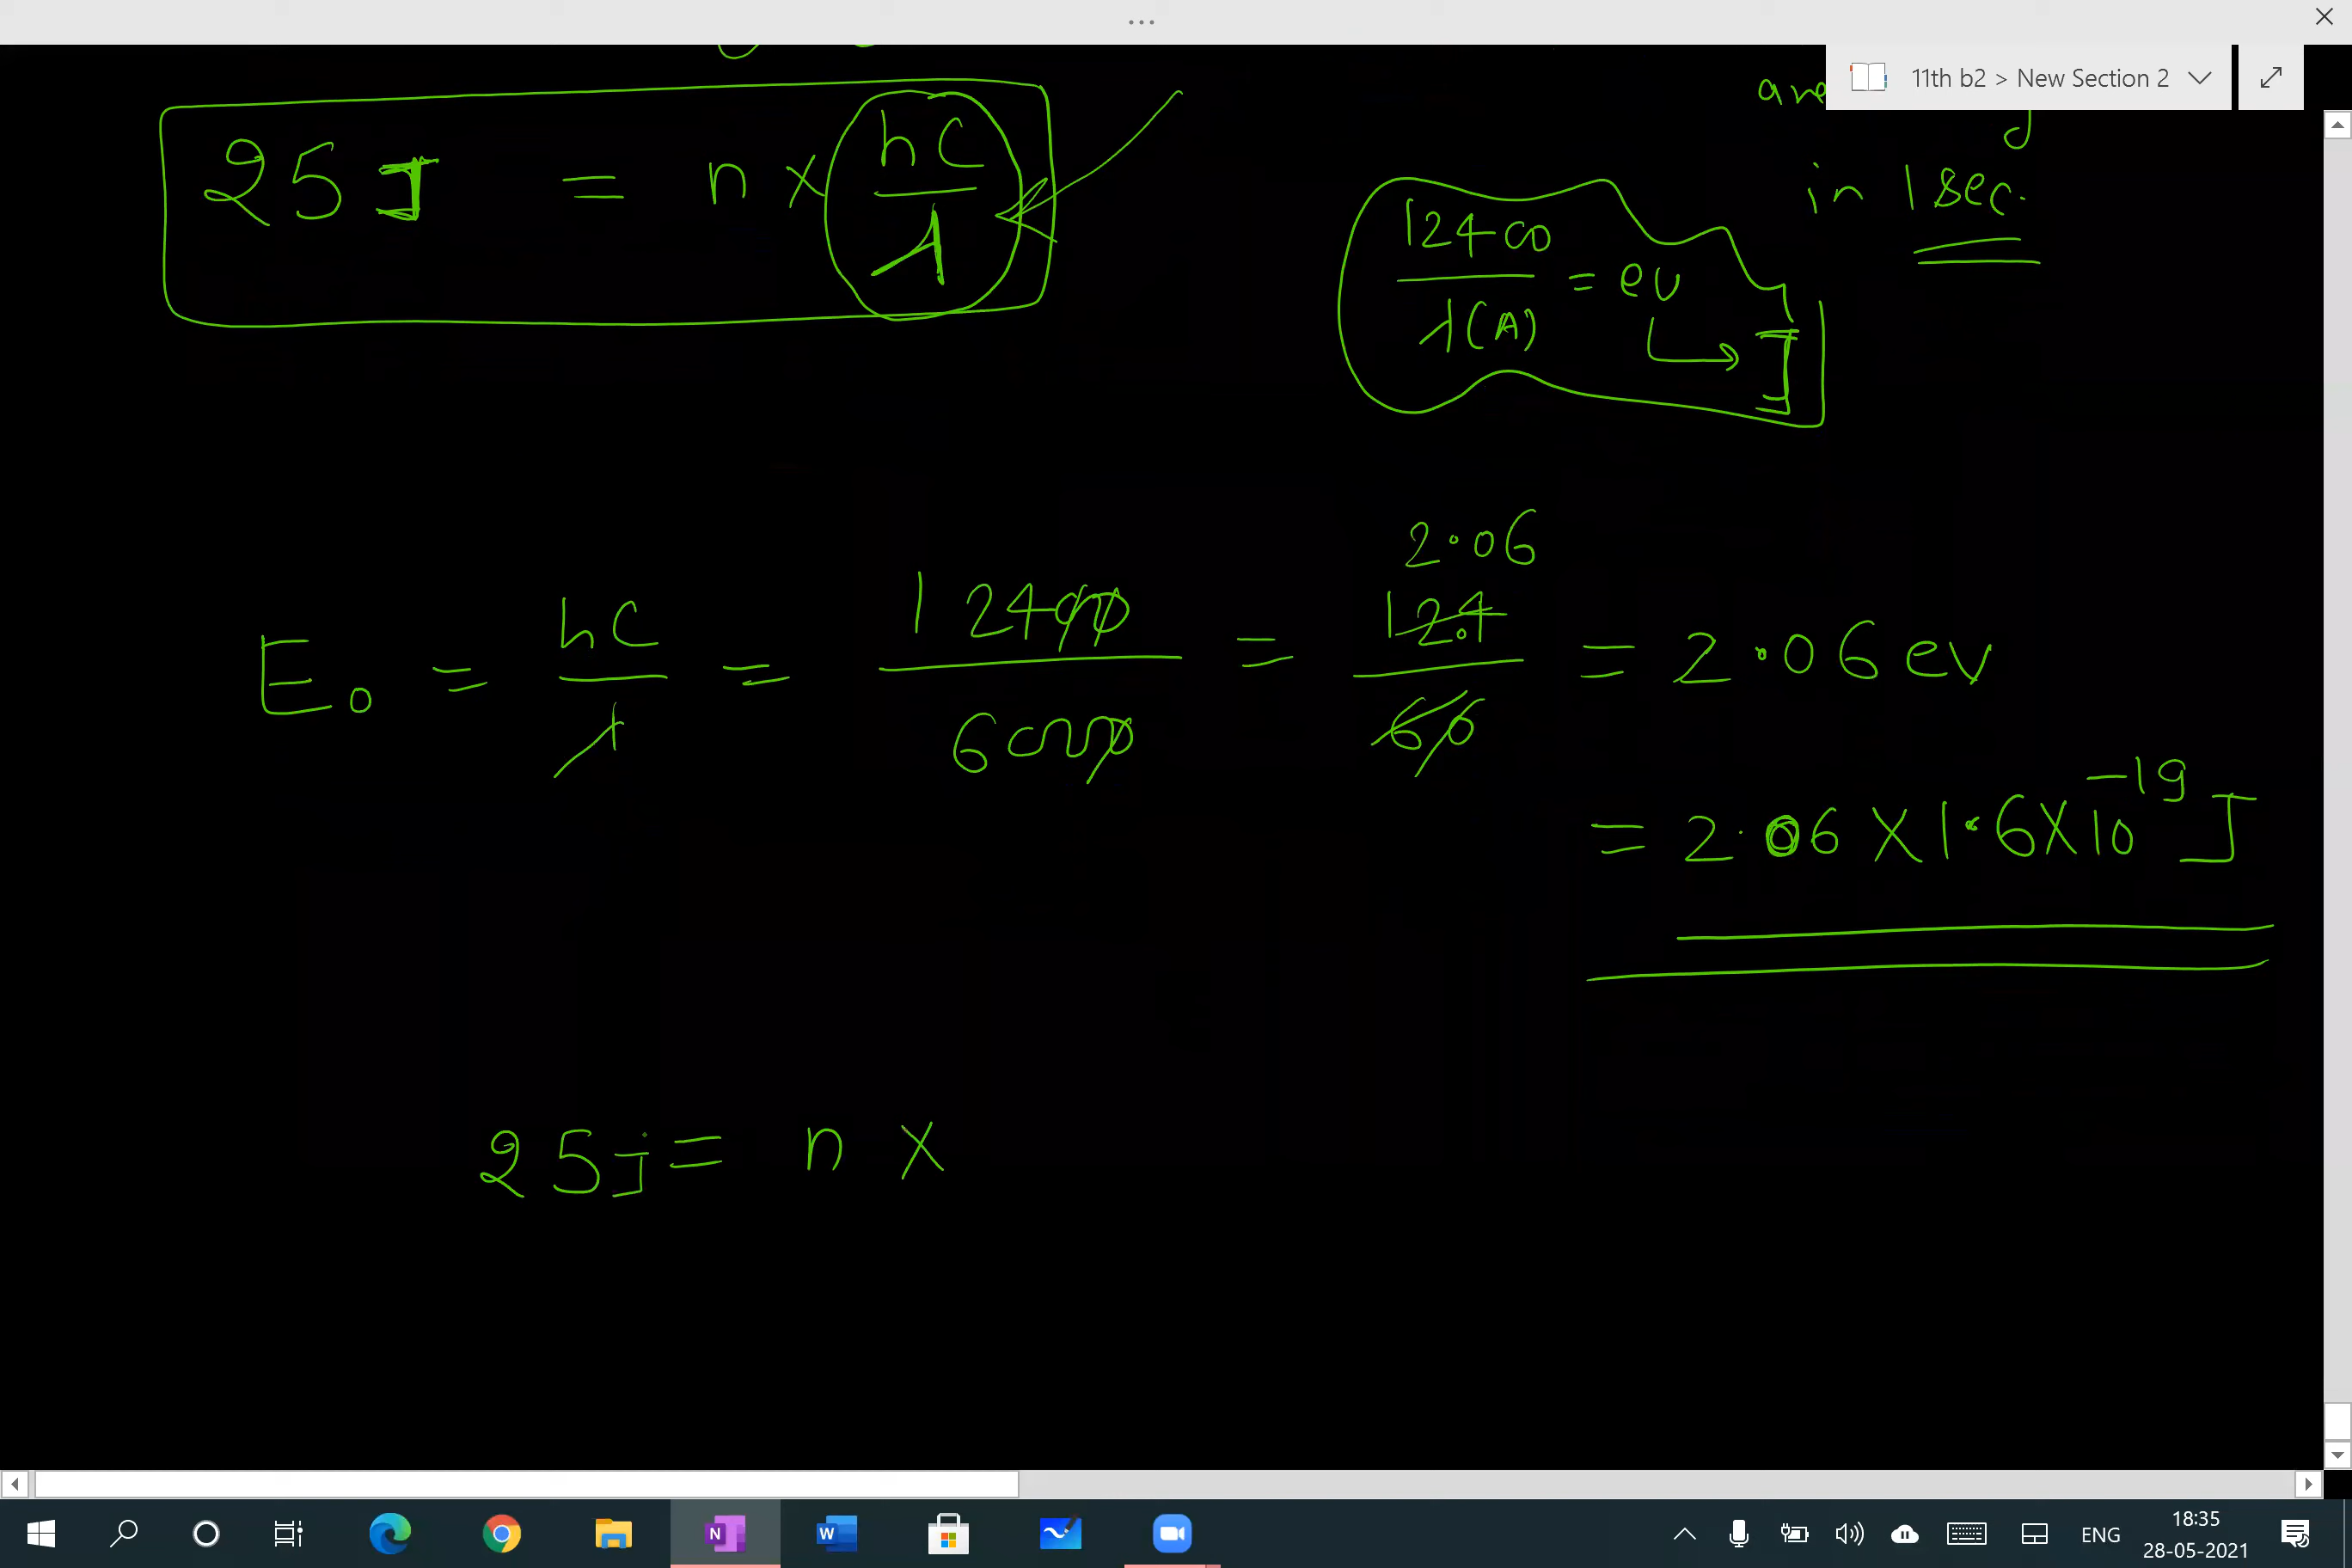 11th b2 > New Section 2
25 J = n x hc/λ
in 1 sec.
12400/λ(A) = ev → J
E₀ = hc/λ = 12400/6000 = 124/60 = 2.06 ev
2.06
= 2.06 X 1.6 X 10⁻¹⁹ J
25 J = n x
ENG
18:35
28-05-2021